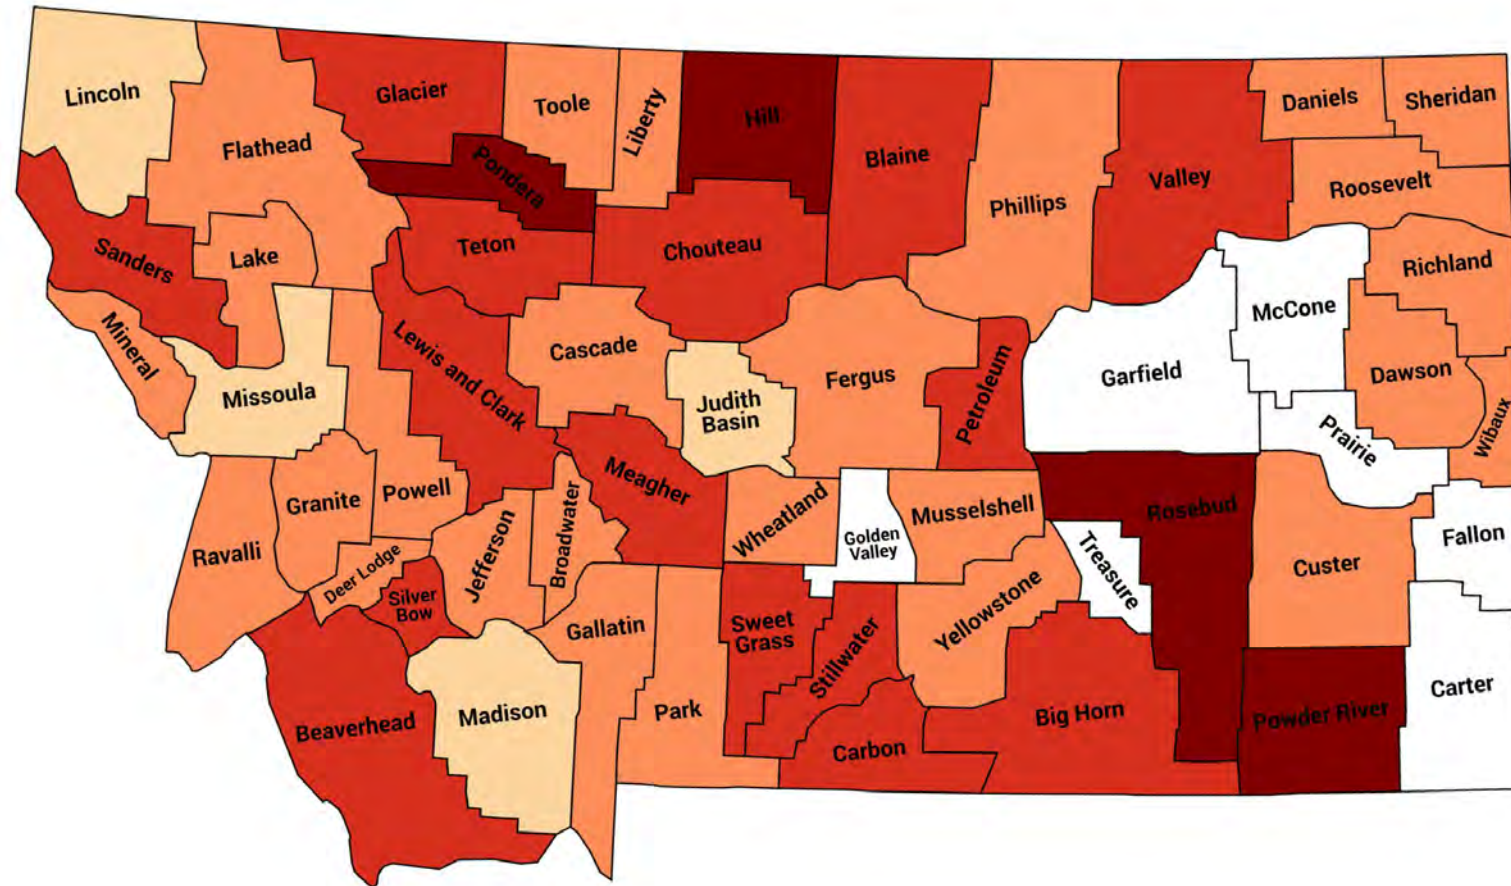 Lincoln
Glacier
Toole
Liberty
Hill
Blaine
Daniels
Sheridan
Flathead
Pondera
Phillips
Valley
Roosevelt
Sanders
Lake
Teton
Chouteau
Richland
McCone
Mineral
Missoula
Lewis and Clark
Cascade
Judith
Basin
Fergus
Petroleum
Garfield
Dawson
Wibaux
Prairie
Ravalli
Granite
Powell
Deer Lodge
Jefferson
Broadwater
Meagher
Wheatland
Golden
Valley
Musselshell
Rosebud
Treasure
Custer
Fallon
Silver
Bow
Gallatin
Sweet
Grass
Stillwater
Yellowstone
Beaverhead
Madison
Park
Carbon
Big Horn
Powder River
Carter